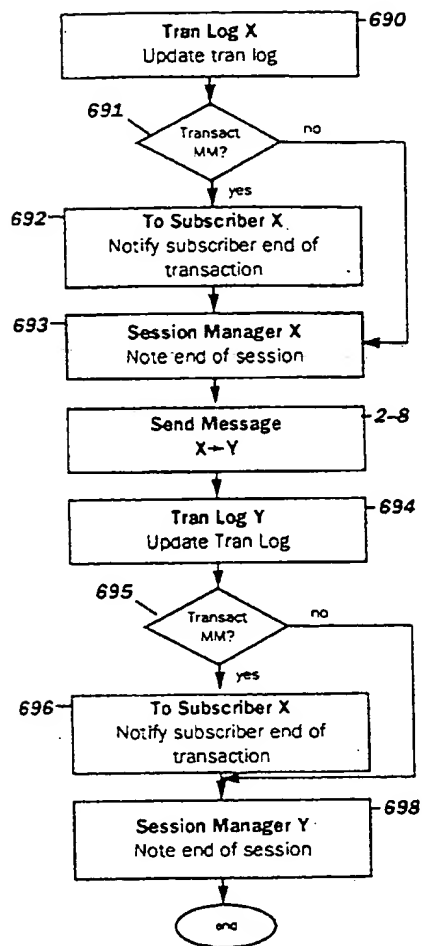 690
Tran Log X
Update tran log
691
Transact
MM?
no
yes
692
To Subscriber X
Notify subscriber end of
transaction
693
Session Manager X
Note end of session
Send Message
X→Y
2-8
694
Tran Log Y
Update Tran Log
695
Transact
MM?
no
yes
696
To Subscriber X
Notify subscriber end of
transaction
698
Session Manager Y
Note end of session
end